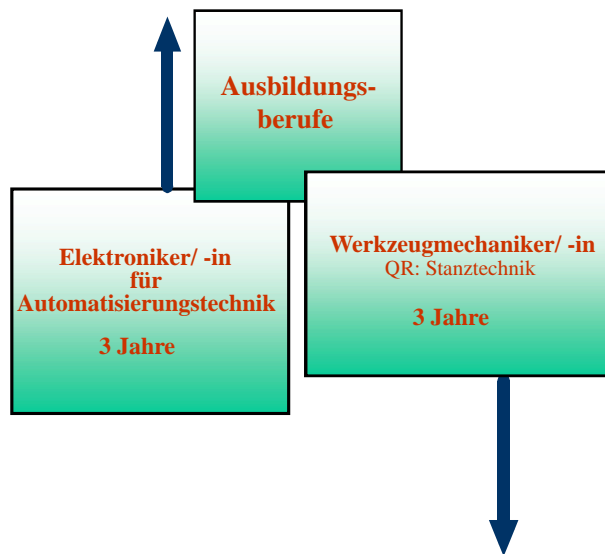 Ausbildungs-
berufe
Elektroniker/ -in
für
Automatisierungstechnik
3 Jahre
Werkzeugmechaniker/ -in
QR: Stanztechnik
3 Jahre